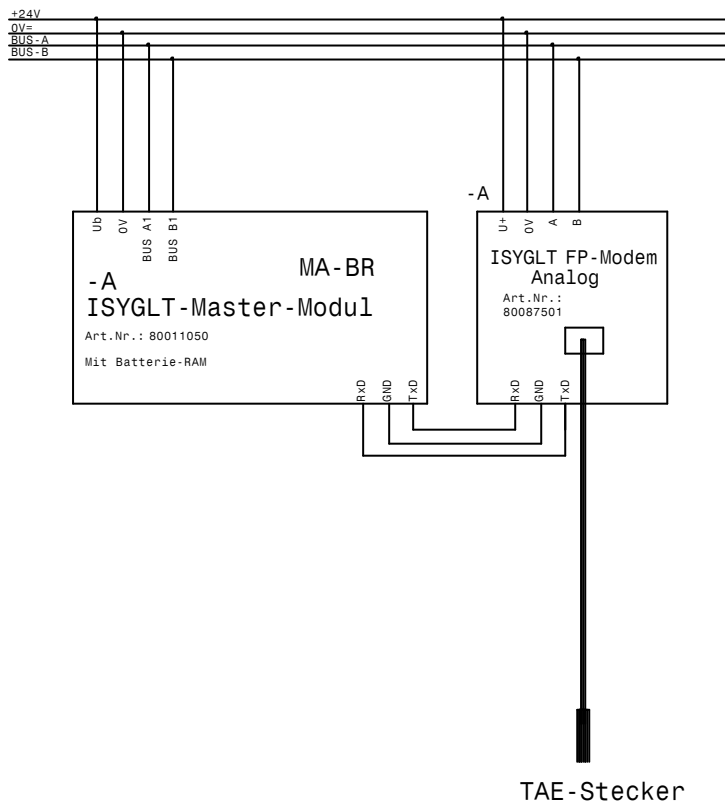 +24V
0V=
BUS-A
BUS-B
-A
Ub
0V
BUS A1
BUS B1
U+
0V
A
B
MA-BR
-A
ISYGLT-Master-Modul
Art.Nr.: 80011050
Mit Batterie-RAM
RxD
GND
TxD
ISYGLT FP-Modem
Analog
Art.Nr.:
80087501
RxD
GND
TxD
TAE-Stecker